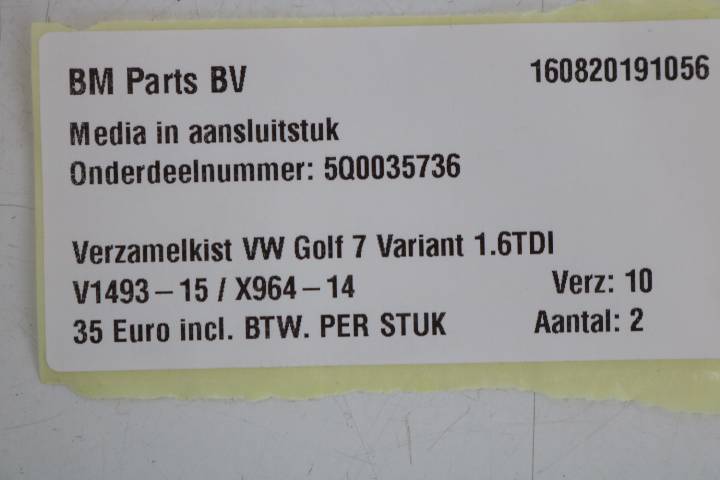 BM Parts BV 160820191056
Media in aansluitstuk
Onderdeelnummer: 5Q0035736
Verzamelkist VW Golf 7 Variant 1.6TDI
V1493-15 / X964-14 Verz: 10
35 Euro incl. BTW. PER STUK Aantal: 2